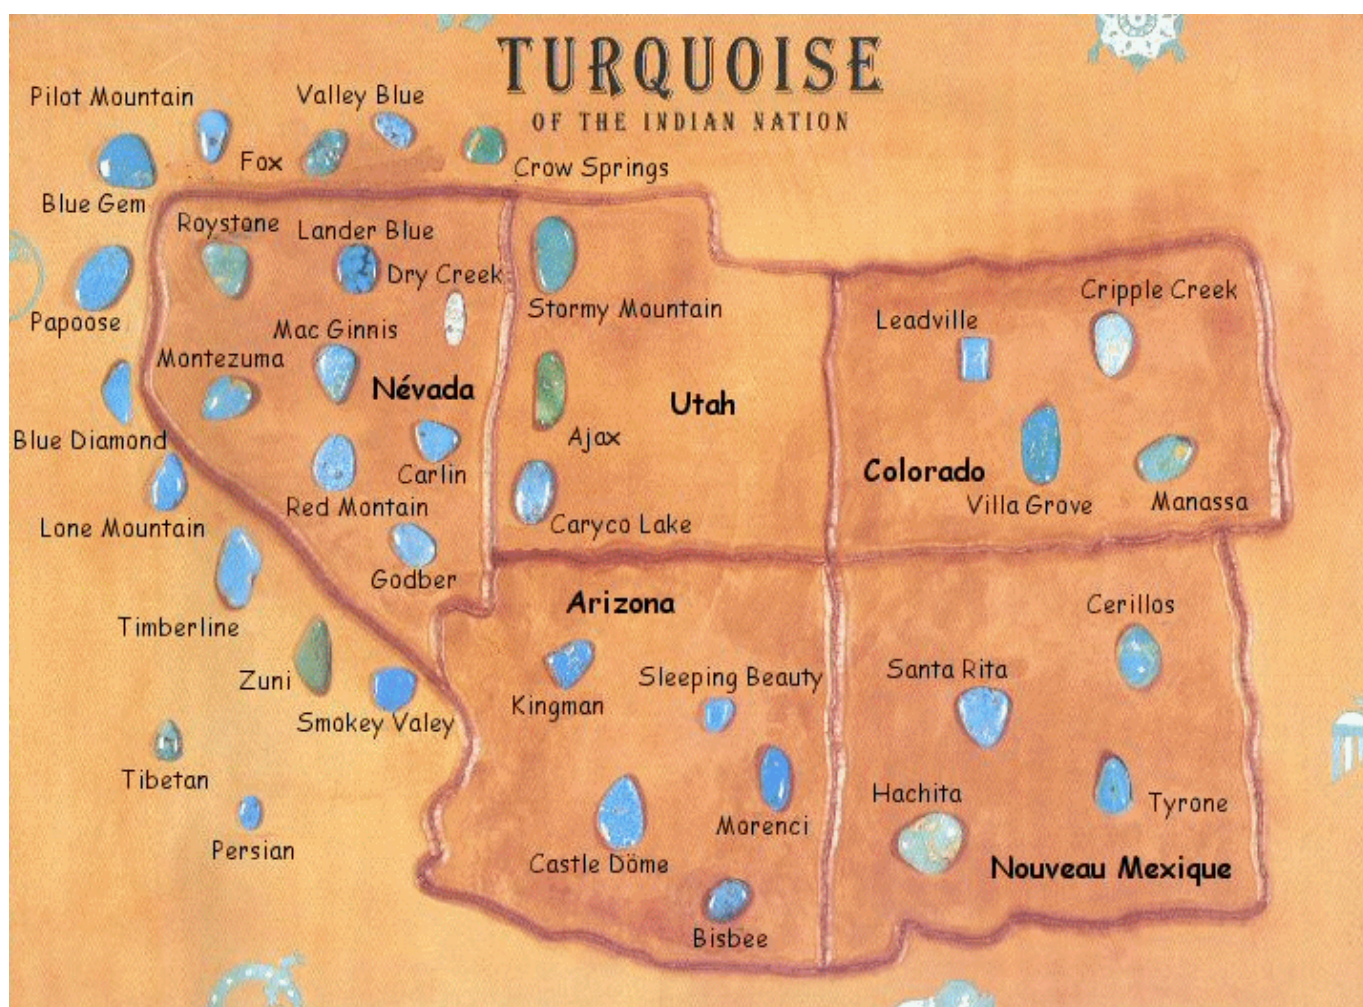 TURQUOISE
OF THE INDIAN NATION
Pilot Mountain
Valley Blue
Fox
Crow Springs
Blue Gem
Roystone
Lander Blue
Dry Creek
Papoose
Stormy Mountain
Mac Ginnis
Montezuma
Névada
Utah
Leadville
Cripple Creek
Blue Diamond
Ajax
Carlin
Colorado
Red Montain
Villa Grove
Manassa
Lone Mountain
Caryco Lake
Godber
Arizona
Timberline
Cerillos
Zuni
Kingman
Sleeping Beauty
Santa Rita
Smokey Valey
Tibetan
Hachita
Tyrone
Morenci
Persian
Castle Döme
Nouveau Mexique
Bisbee